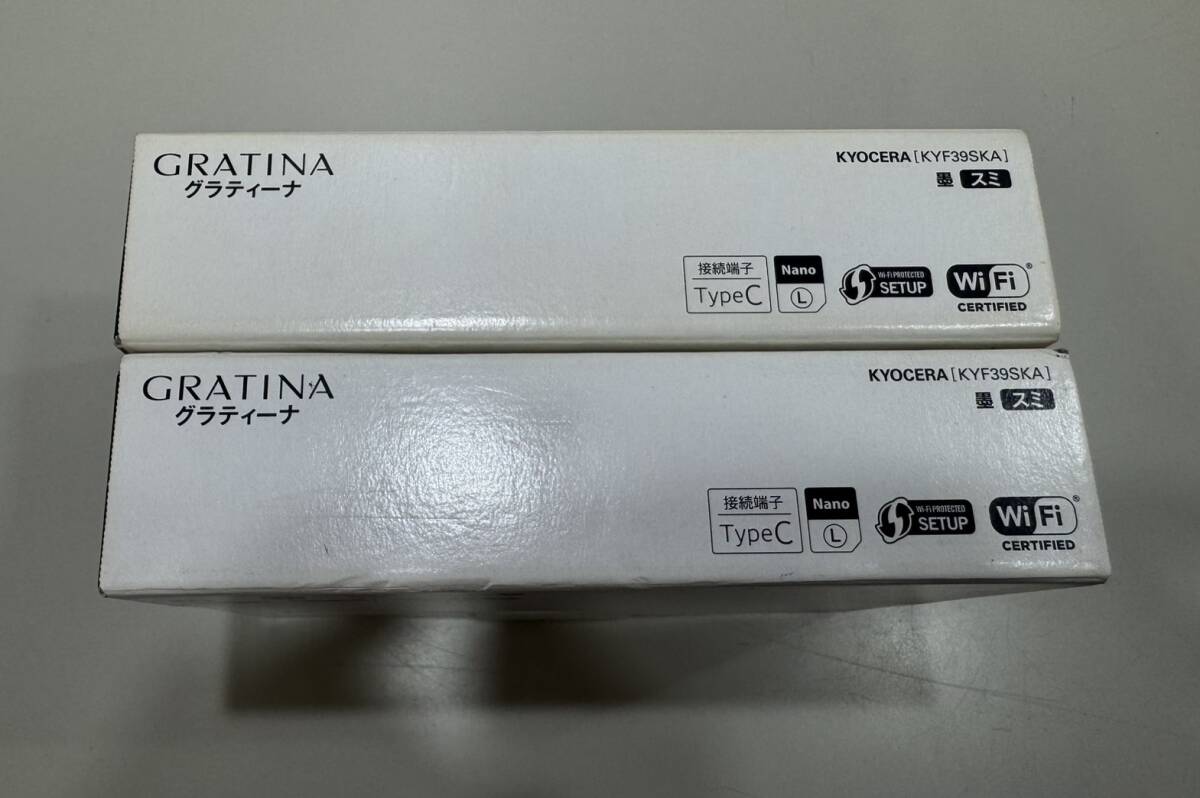 GRATINA
グラティーナ
KYOCERA[KYF39SKA]
墨 スミ
接続端子
TypeC
Nano
L
Wi-Fi PROTECTED
SETUP
WiFi®
CERTIFIED
GRATINA
グラティーナ
KYOCERA[KYF39SKA]
墨 スミ
接続端子
TypeC
Nano
L
Wi-Fi PROTECTED
SETUP
WiFi®
CERTIFIED